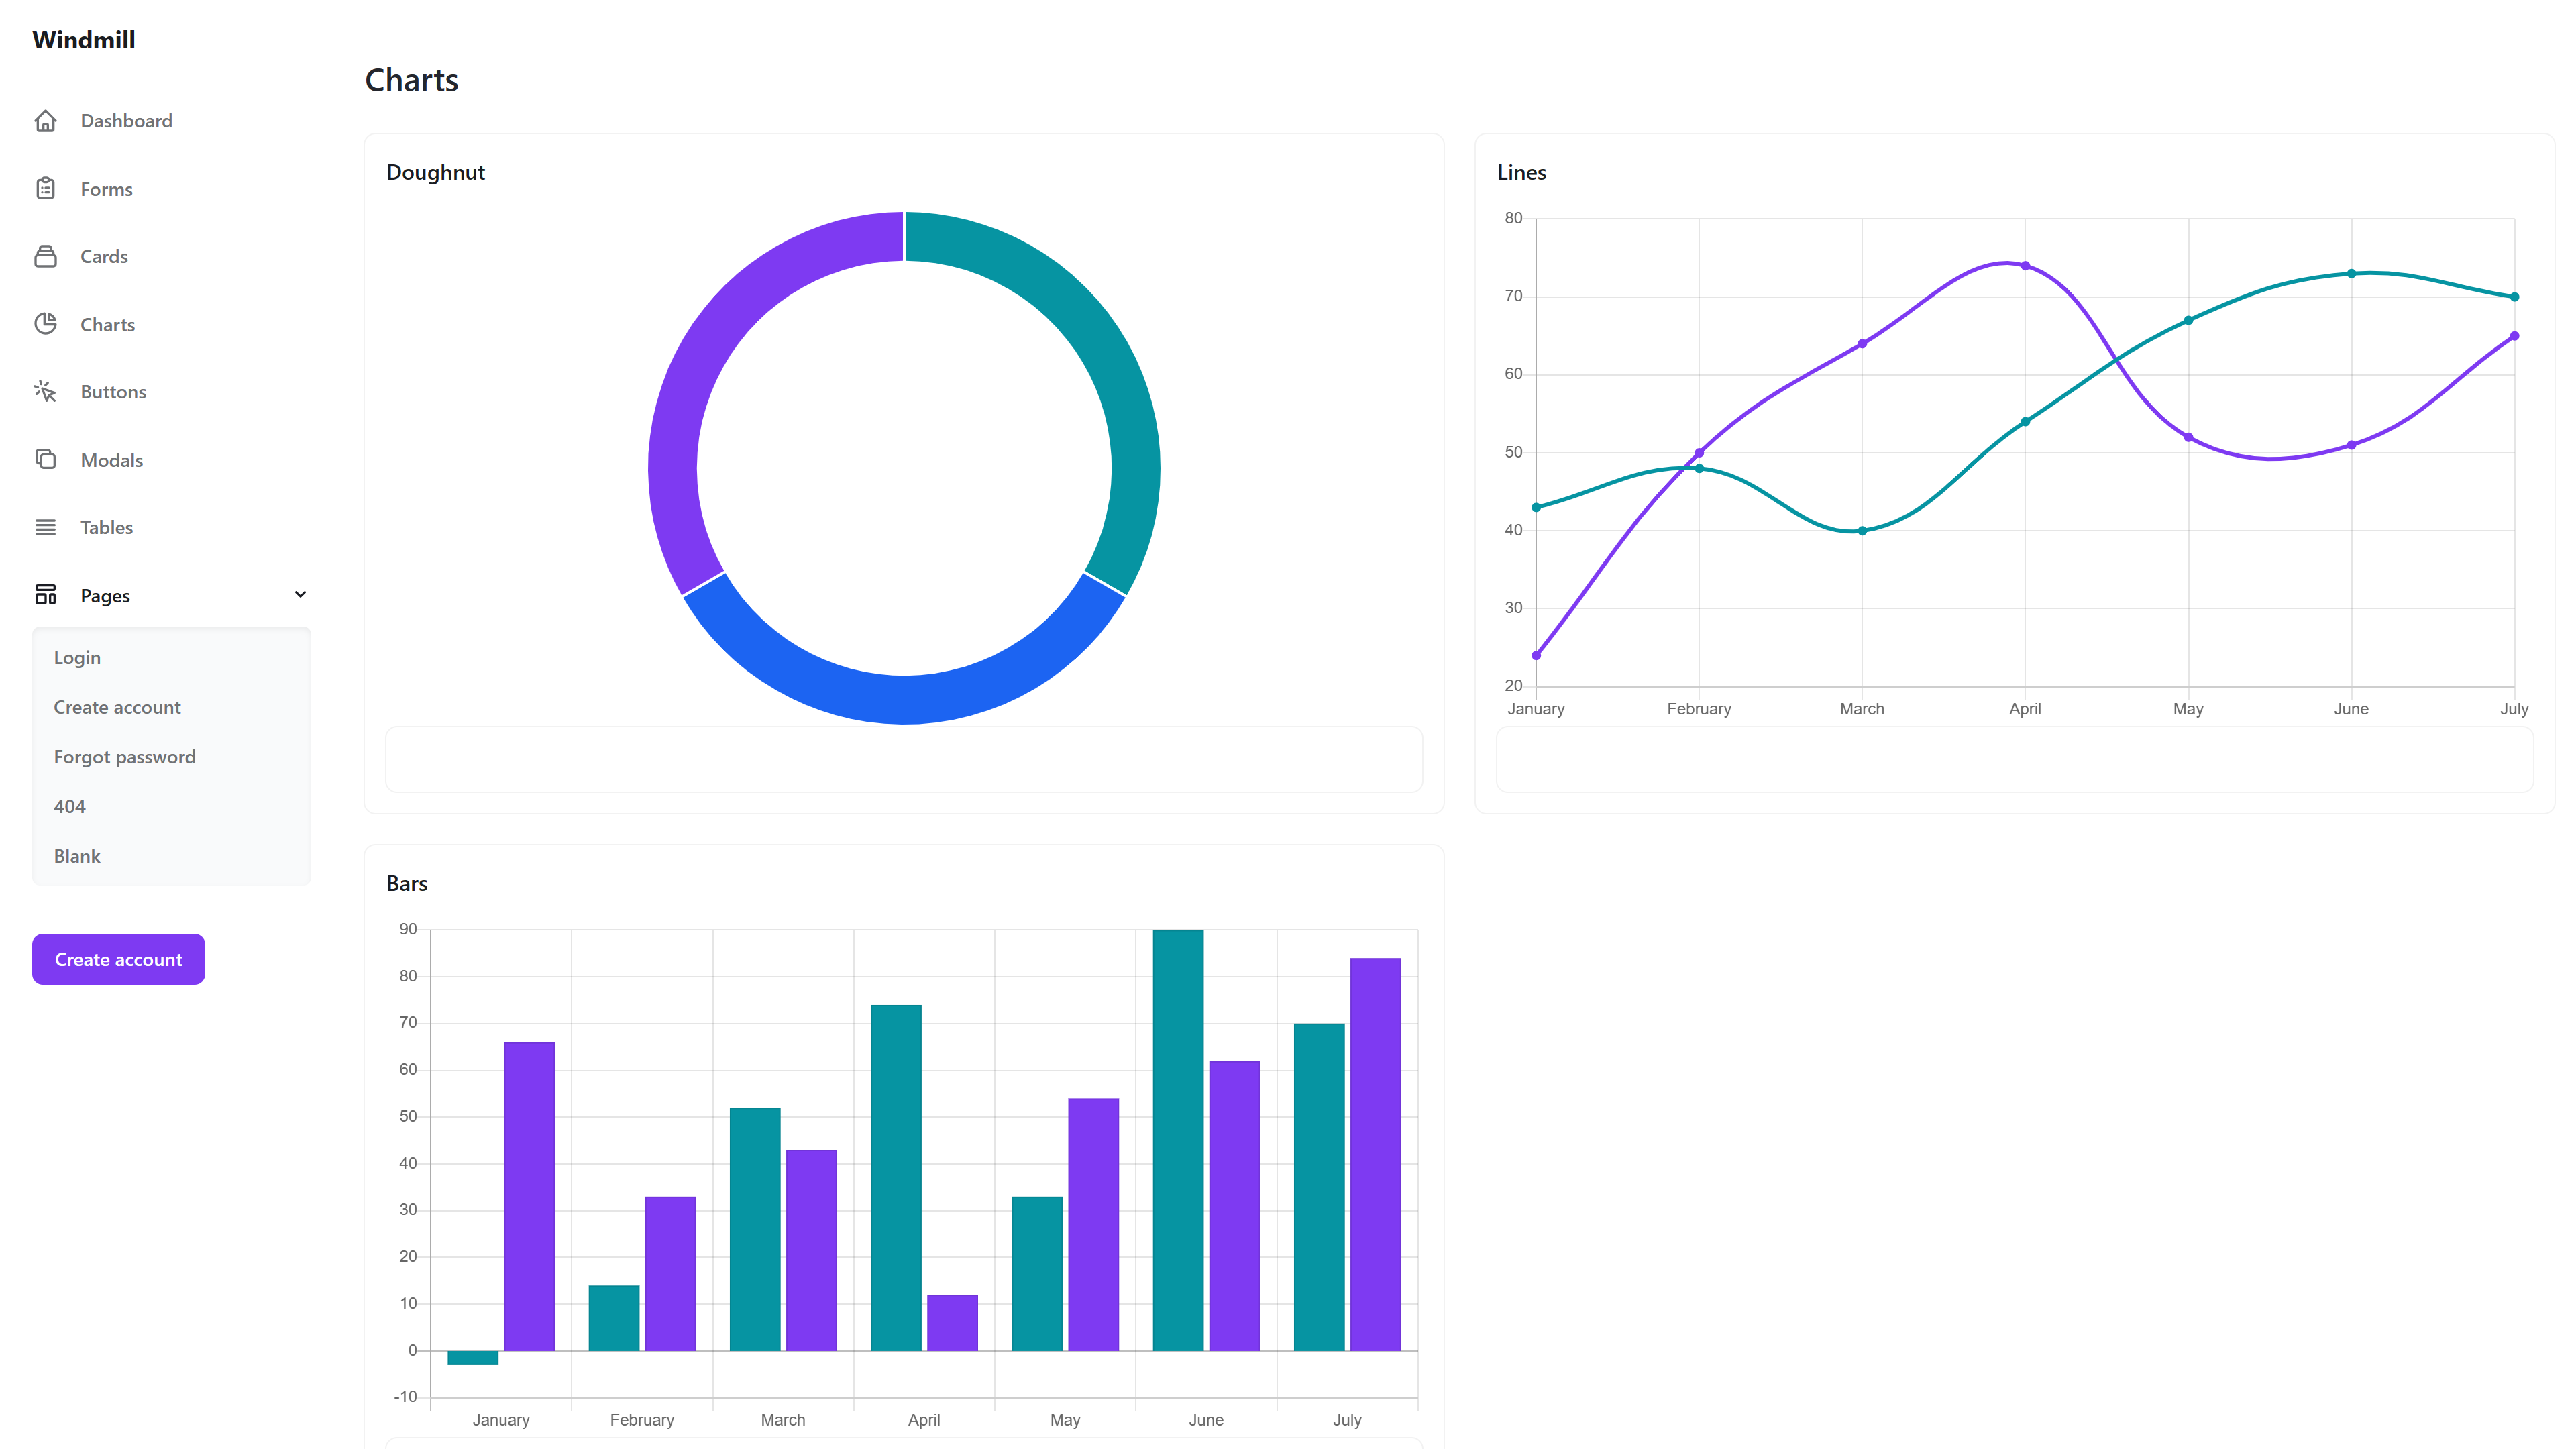 Windmill
Dashboard
Forms
Cards
Charts
Buttons
Modals
Tables
Pages
Login
Create account
Forgot password
404
Blank
Create account
Charts
Doughnut
Lines
80
70
60
50
40
30
20
January February March April May June July
Bars
90
80
70
60
50
40
30
20
10
0
-10
January February March April May June July